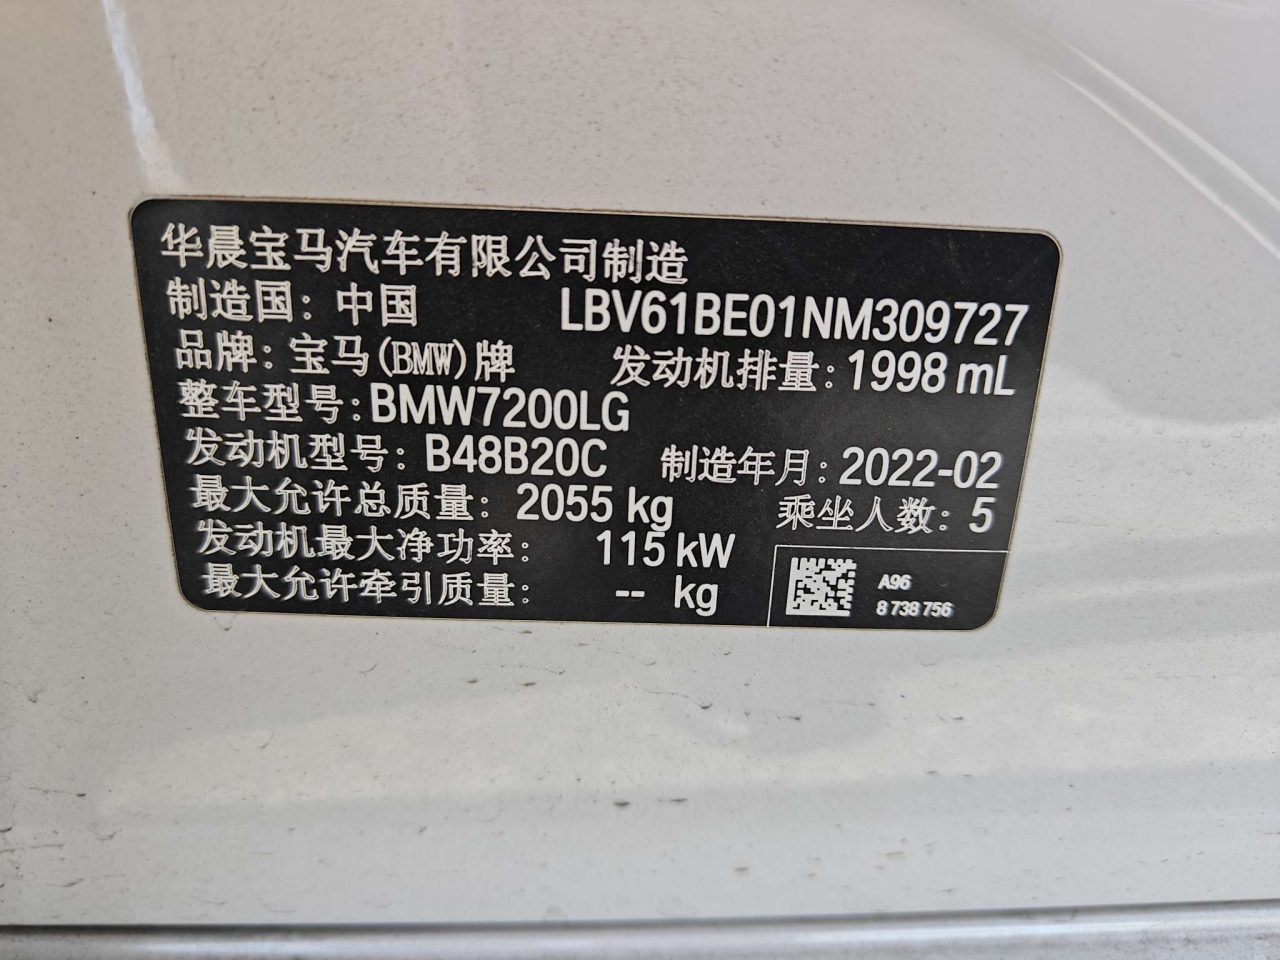 华晨宝马汽车有限公司制造
制造国：中国 LBV61BE01NM309727
品牌：宝马(BMW)牌 发动机排量：1998 mL
整车型号：BMW7200LG
发动机型号：B48B20C 制造年月：2022-02
最大允许总质量：2055 kg 乘坐人数：5
发动机最大净功率：115 kW
最大允许牵引质量：-- kg
A96
8 738 756